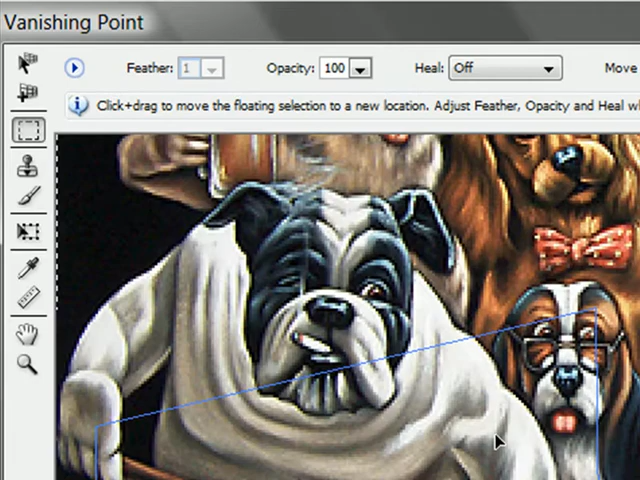 Vanishing Point
Feather: 1 Opacity: 100 Heal: Off Move
Click+drag to move the floating selection to a new location. Adjust Feather, Opacity and Heal